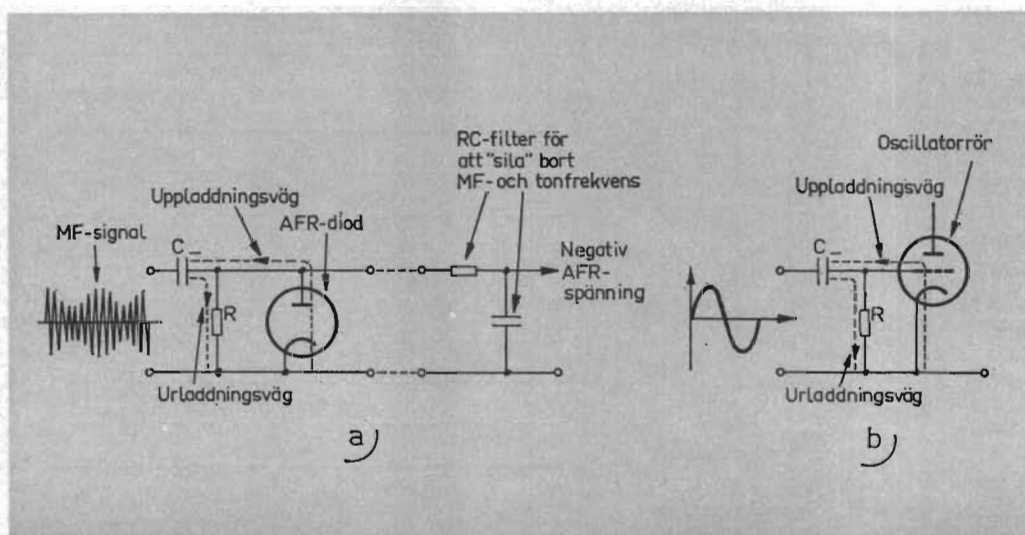 MF-signal
Uppladdningsväg
AFR-diod
C
R
Urladdningsväg
a)
RC-filter för
att "sila" bort
MF-och tonfrekvens
Negativ
AFR-
spänning
Oscillatorrör
Uppladdningsväg
C
R
Urladdningsväg
b)